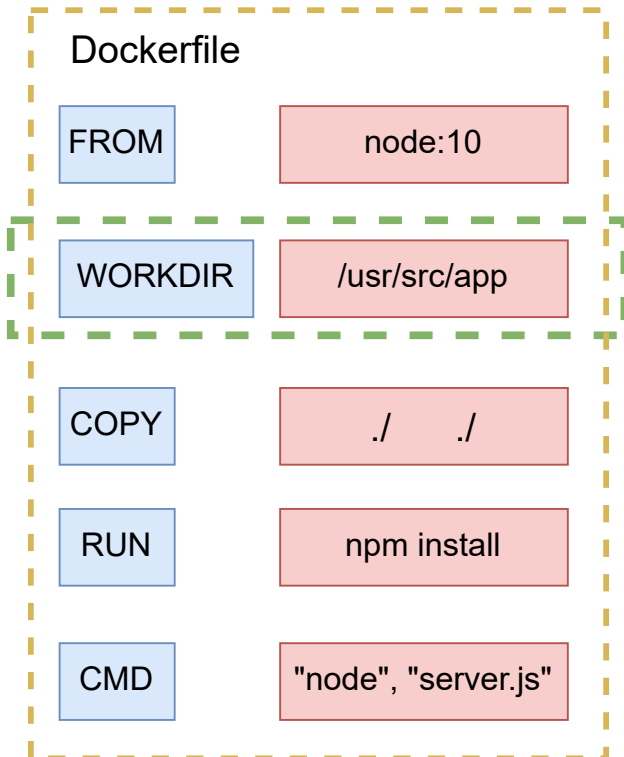 Dockerfile
FROM node:10
WORKDIR /usr/src/app
COPY ./ ./
RUN npm install
CMD "node", "server.js"